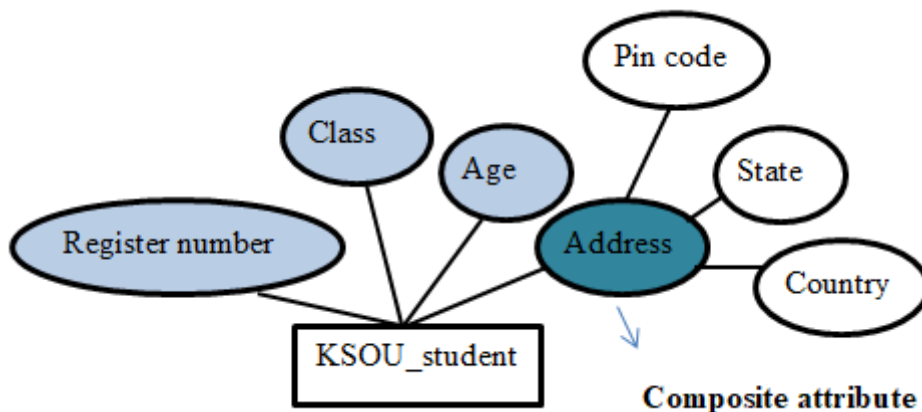 Pin code
Class
Age
State
Register number
Address
Country
KSOU_student
Composite attribute